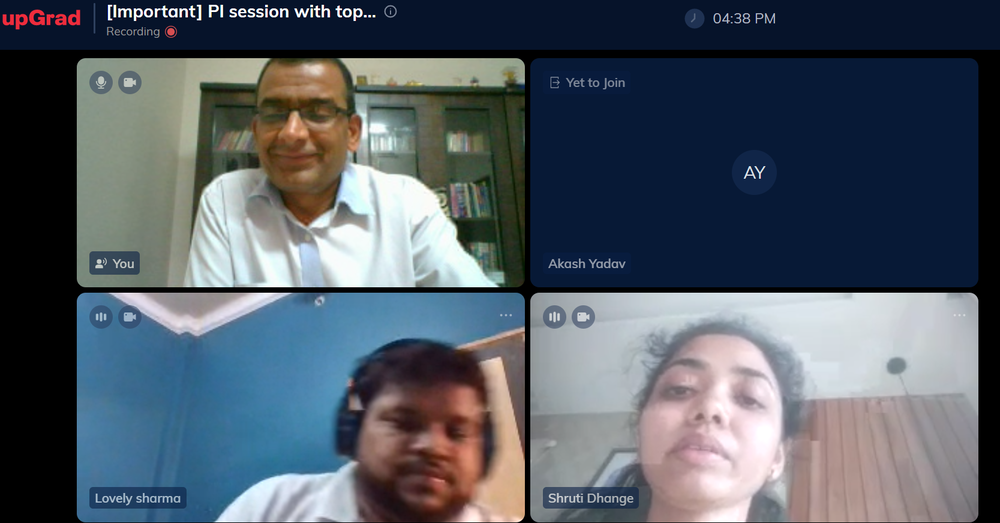 upGrad
[Important] PI session with top...
Recording
04:38 PM
Yet to Join
AY
You
Akash Yadav
Lovely sharma
Shruti Dhange